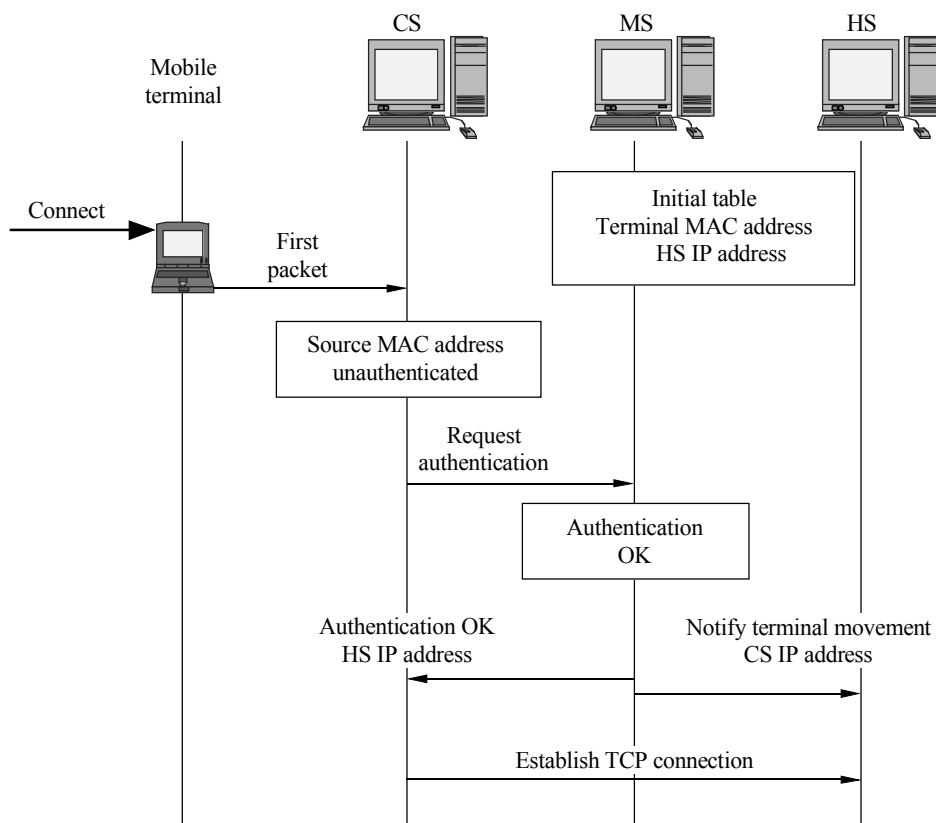 CS
MS
HS
Mobile
terminal
Initial table
Terminal MAC address
HS IP address
Connect
First
packet
Source MAC address
unauthenticated
Request
authentication
Authentication
OK
Authentication OK
HS IP address
Notify terminal movement
CS IP address
Establish TCP connection